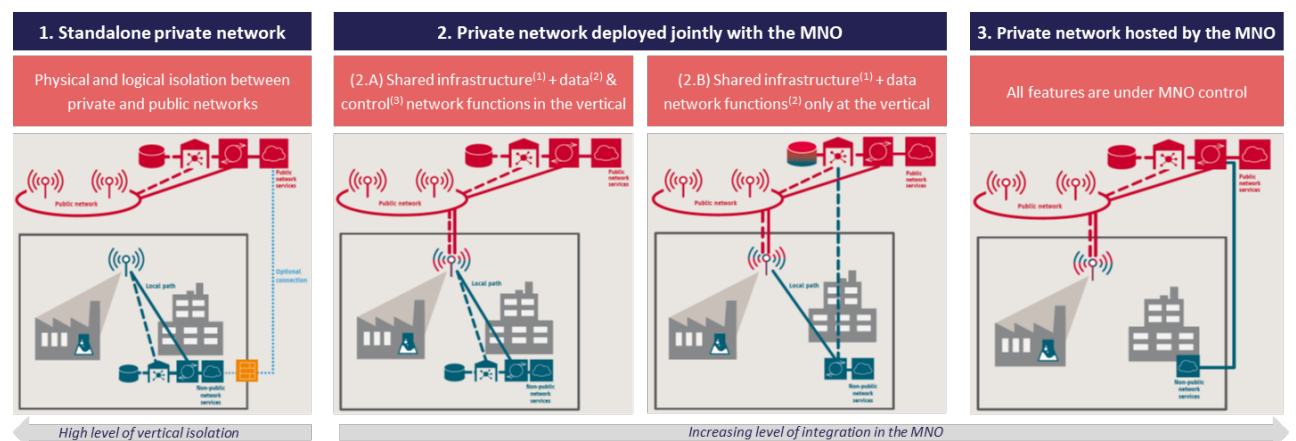 1. Standalone private network
2. Private network deployed jointly with the MNO
3. Private network hosted by the MNO
Physical and logical isolation between
private and public networks
(2.A) Shared infrastructure(1) + data(2) &
control(3) network functions in the vertical
(2.B) Shared infrastructure(1) + data
network functions(2) only at the vertical
All features are under MNO control
Public
network
services
Public network
Optional
connection
Local path
Non-public
network
services
Public
network
services
Public network
Local path
Non-public
network
services
Public
network
services
Public network
Local path
Non-public
network
services
Public
network
services
Public network
Non-public
network
services
High level of vertical isolation
Increasing level of integration in the MNO